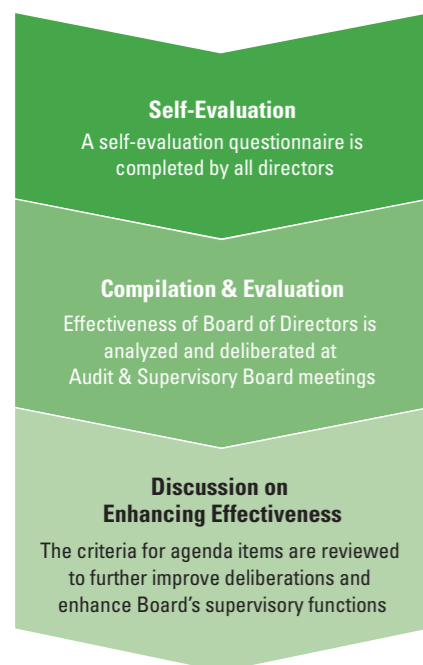 Self-Evaluation
A self-evaluation questionnaire is
completed by all directors
Compilation & Evaluation
Effectiveness of Board of Directors is
analyzed and deliberated at
Audit & Supervisory Board meetings
Discussion on
Enhancing Effectiveness
The criteria for agenda items are reviewed
to further improve deliberations and
enhance Board's supervisory functions